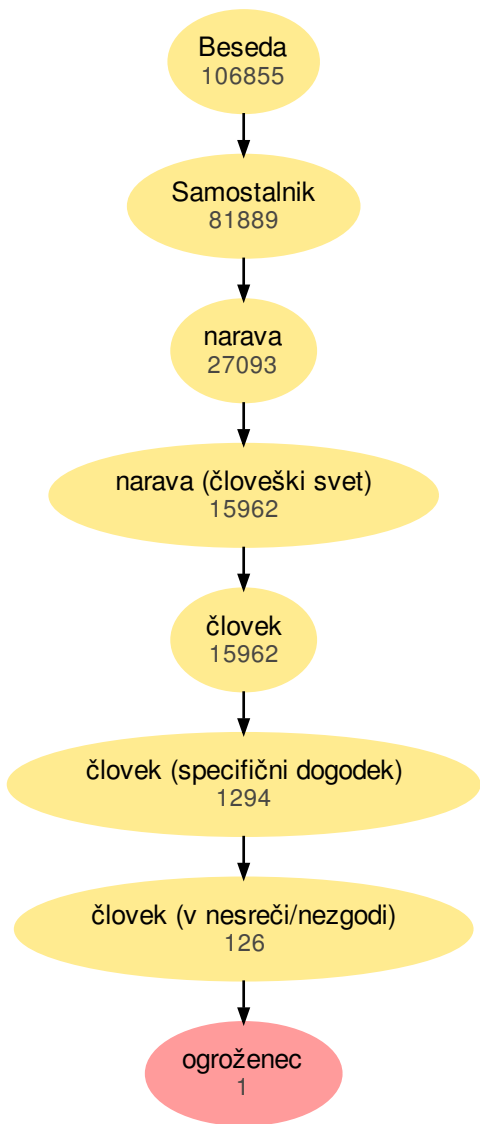 Beseda
106855
Samostalnik
81889
narava
27093
narava (človeški svet)
15962
človek
15962
človek (specifični dogodek)
1294
človek (v nesreči/nezgodi)
126
ogroženec
1